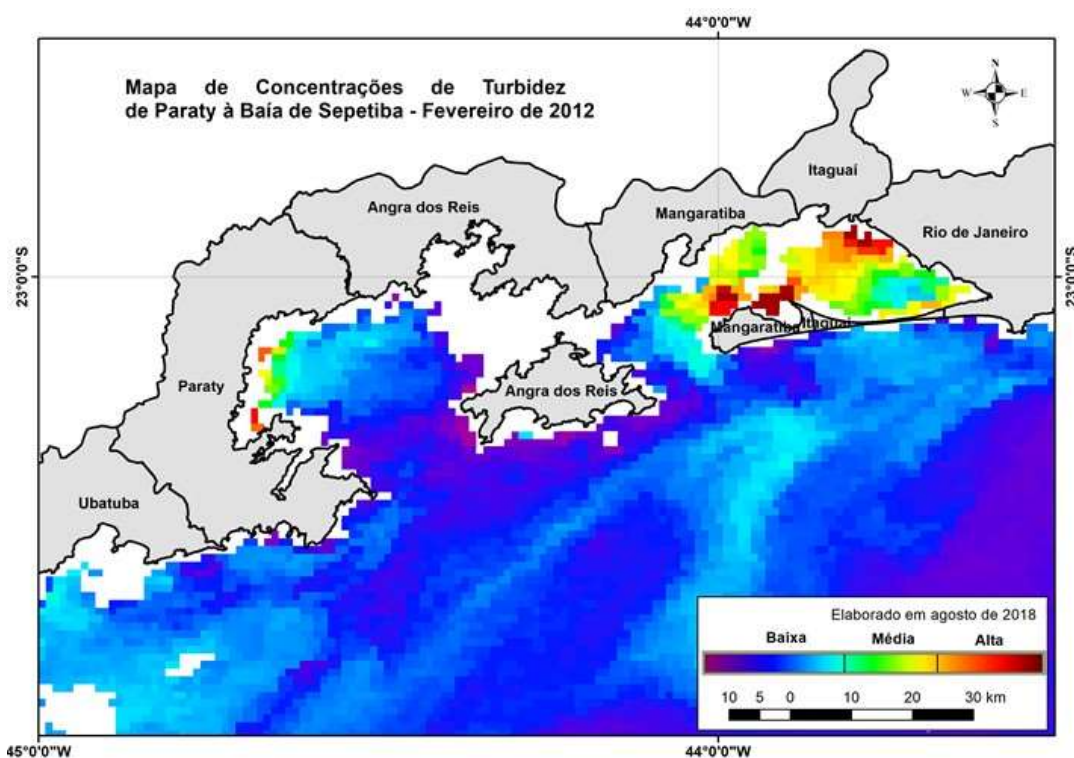 44°0'0"W
Mapa de Concentrações de Turbidez
de Paraty à Baía de Sepetiba - Fevereiro de 2012
N
W E
S
Itaguaí
Angra dos Reis
Mangaratiba
Rio de Janeiro
23°0'0"S
23°0'0"S
Mangaratiba
Itaguaí
Paraty
Angra dos Reis
Ubatuba
Elaborado em agosto de 2018
Baixa Média Alta
10 5 0 10 20 30 km
45°0'0"W
44°0'0"W